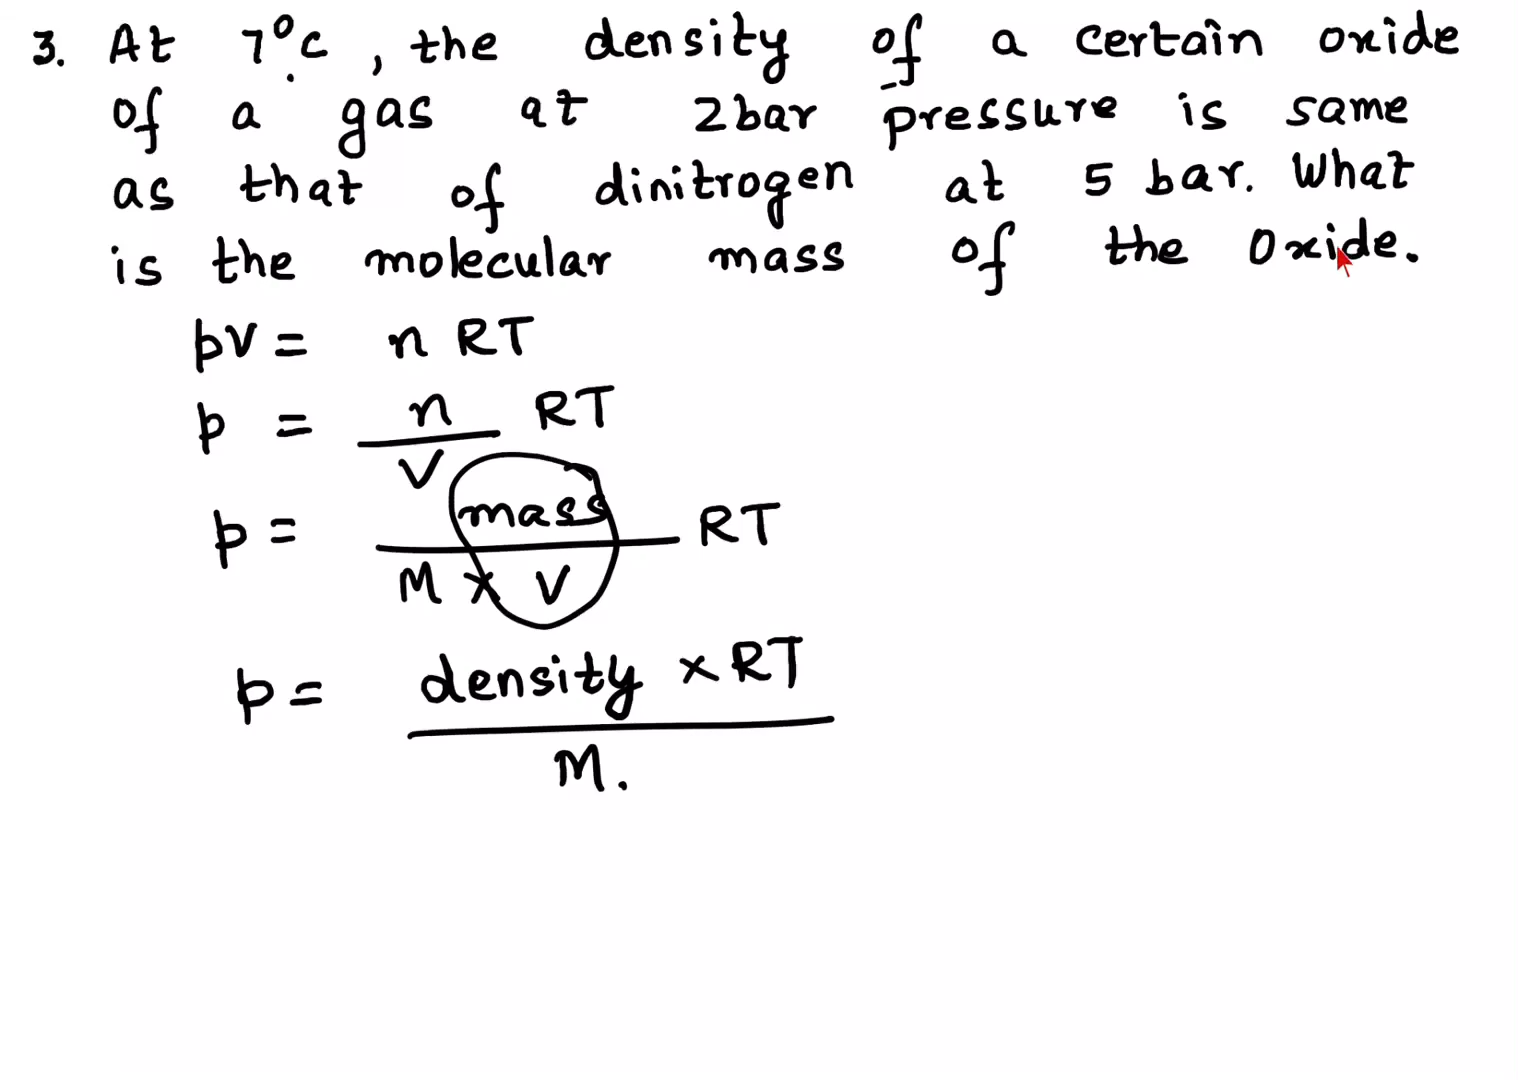 3. At 7°C, the density of a certain oxide
of a gas at 2bar pressure is same
as that of dinitrogen at 5 bar. What
is the molecular mass of the Oxide.
pV = n RT
p = n/V RT
p = mass/M × V RT
p = density × RT/M.